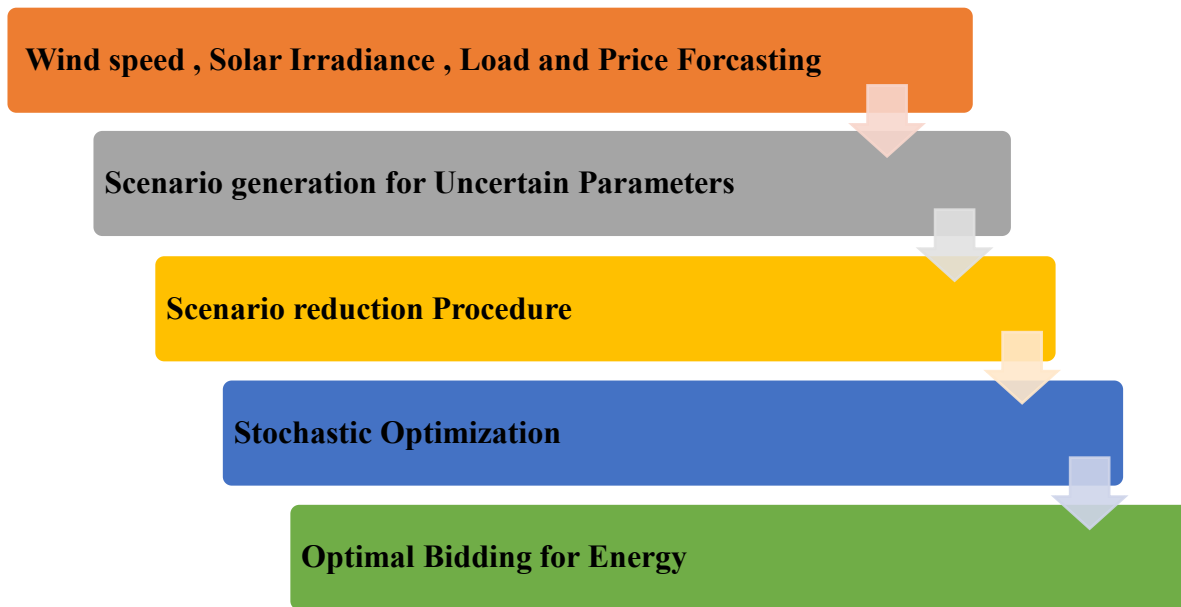 Wind speed , Solar Irradiance , Load and Price Forcasting
Scenario generation for Uncertain Parameters
Scenario reduction Procedure
Stochastic Optimization
Optimal Bidding for Energy